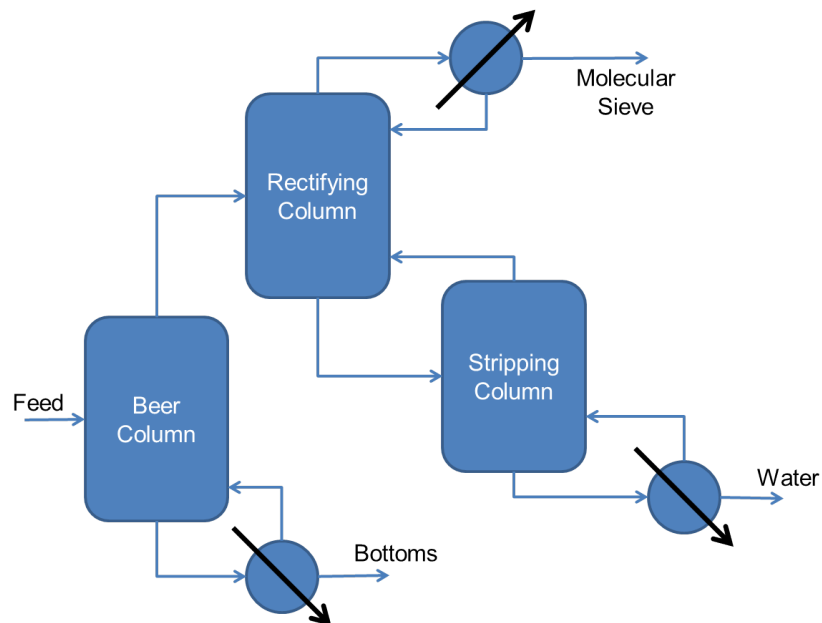 Molecular
Sieve
Rectifying
Column
Stripping
Column
Feed
Beer
Column
Water
Bottoms